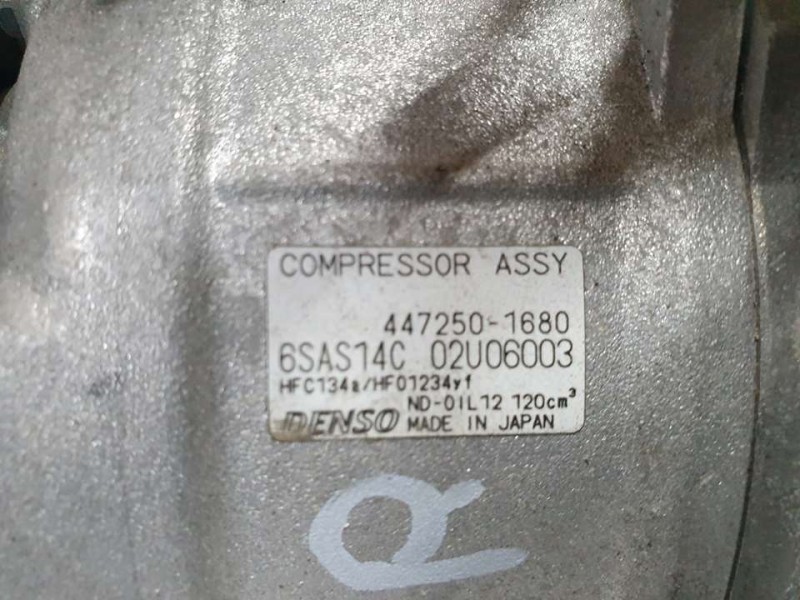 COMPRESSOR ASSY
447250-1680
6SAS14C 02U06003
HFC134a/HFO1234yf
ND-OIL12 120cm³
DENSO MADE IN JAPAN
R